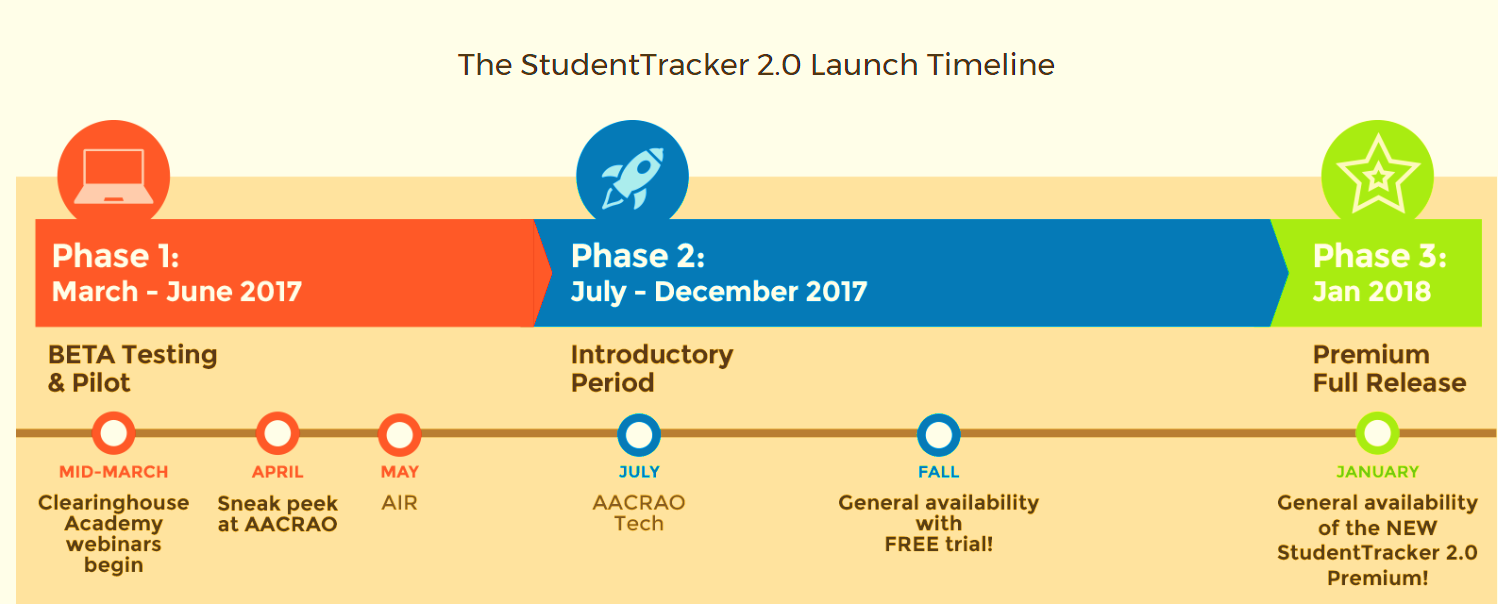 The StudentTracker 2.0 Launch Timeline
Phase 1:
March - June 2017
Phase 2:
July - December 2017
Phase 3:
Jan 2018
BETA Testing
& Pilot
Introductory
Period
Premium
Full Release
MID-MARCH
Clearinghouse
Academy
webinars
begin
APRIL
Sneak peek
at AACRAO
MAY
AIR
JULY
AACRAO
Tech
FALL
General availability
with
FREE trial!
JANUARY
General availability
of the NEW
StudentTracker 2.0
Premium!